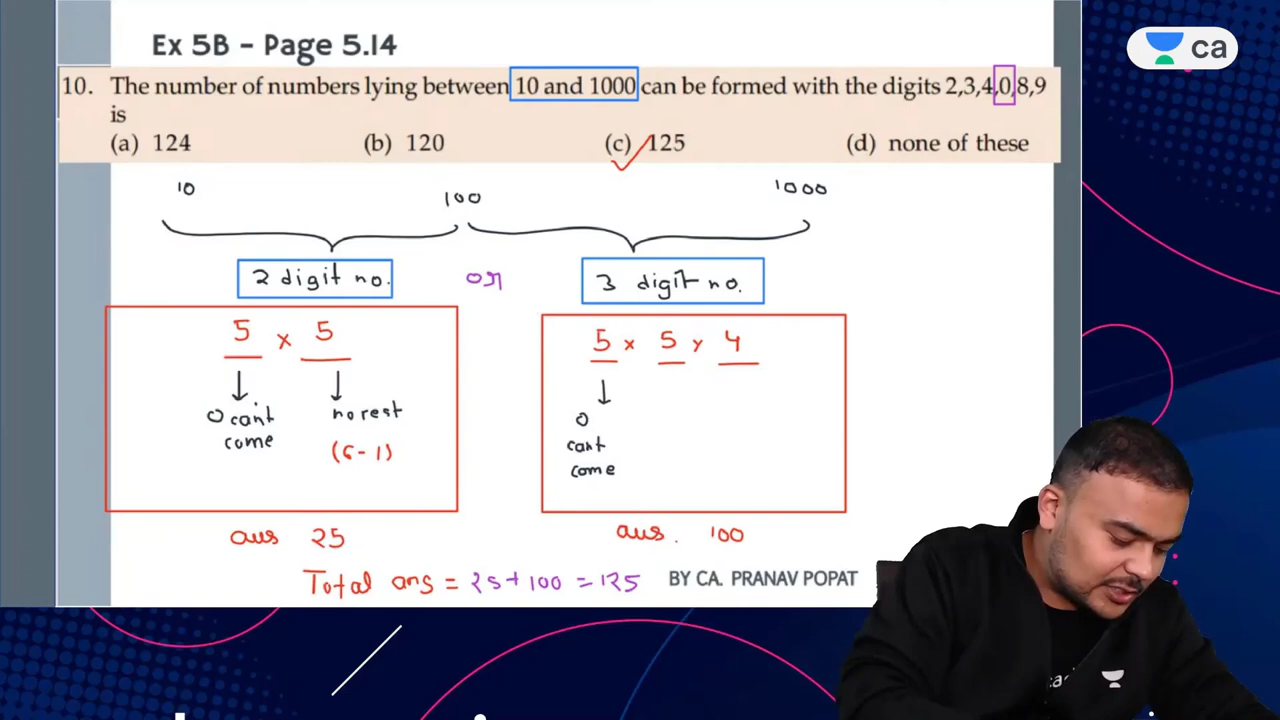 Ex 5B - Page 5.14
ca
10. The number of numbers lying between 10 and 1000 can be formed with the digits 2,3,4,0,8,9
is
(a) 124 (b) 120 (c) 125 (d) none of these
10 100 1000
2 digit no. or 3 digit no.
5 x 5 5 x 5 x 4
0 can't come no rest 0 cant come
(6-1)
ans 25 ans. 100
Total ans = 25 + 100 = 125
BY CA. PRANAV POPAT